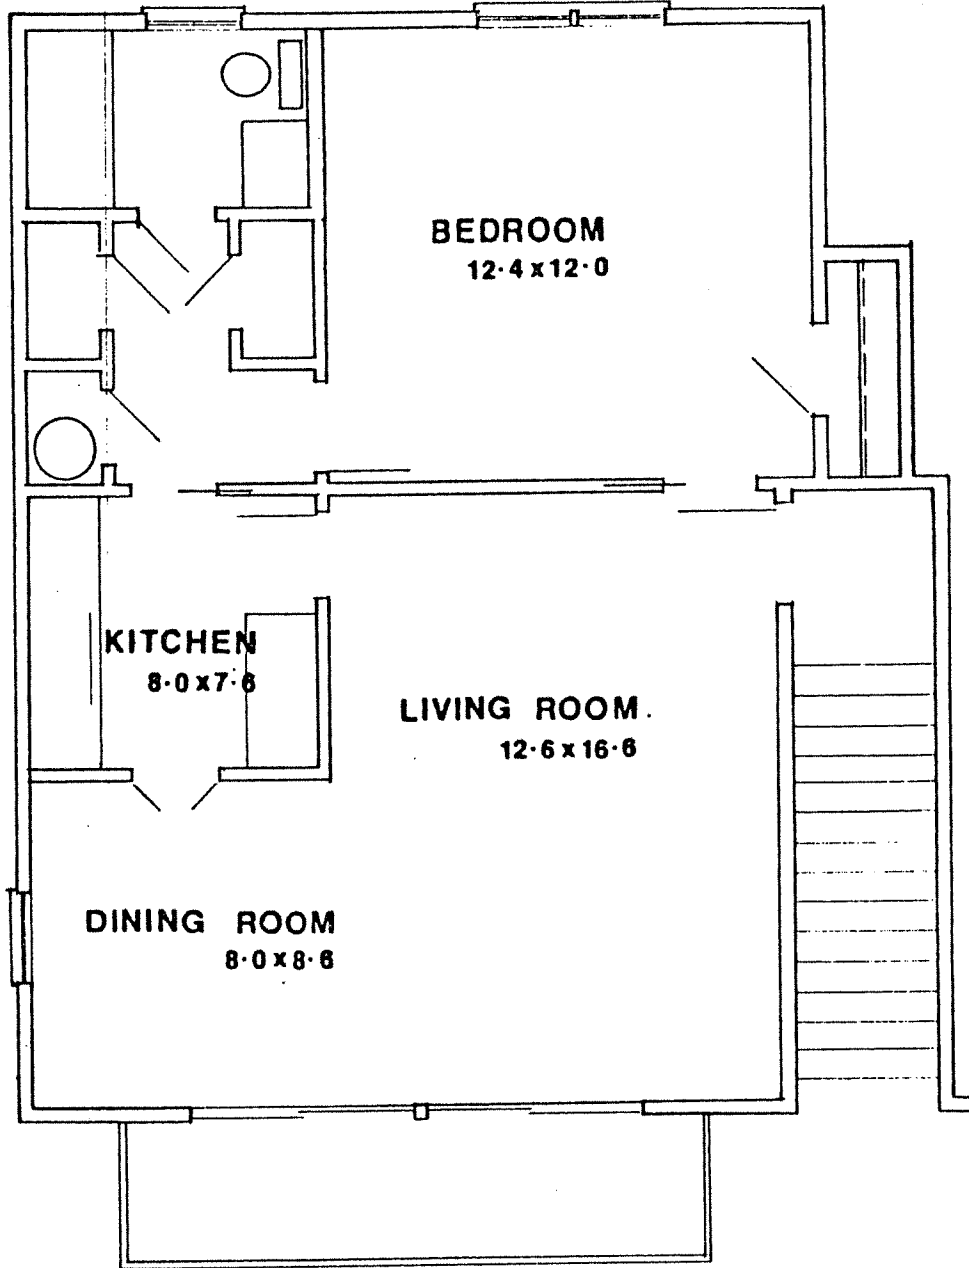 BEDROOM
12·4 x 12·0
KITCHEN
8·0 x 7·6
LIVING ROOM.
12·6 x 16·6
DINING ROOM
8·0 x 8·6